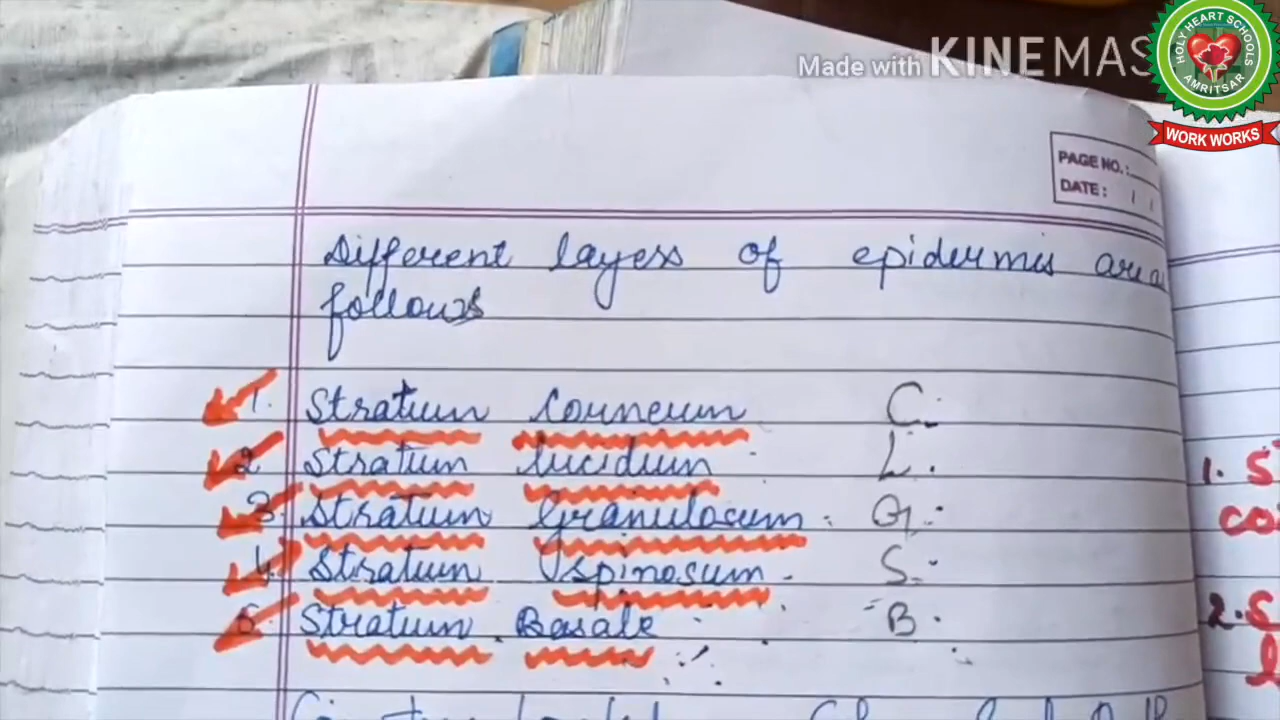 Made with KINEMAS
HOLY HEART SCHOOLS
AMRITSAR
WORK WORKS
PAGE NO.:
DATE:
Different layers of epidermis are as
follows
1. Stratum Corneum C.
2 Stratum lucidum L.
3. Stratum Granulosum. G.
4. Stratum Spinosum. S.
5. Stratum Basale B.
1. S
co
2. S
l